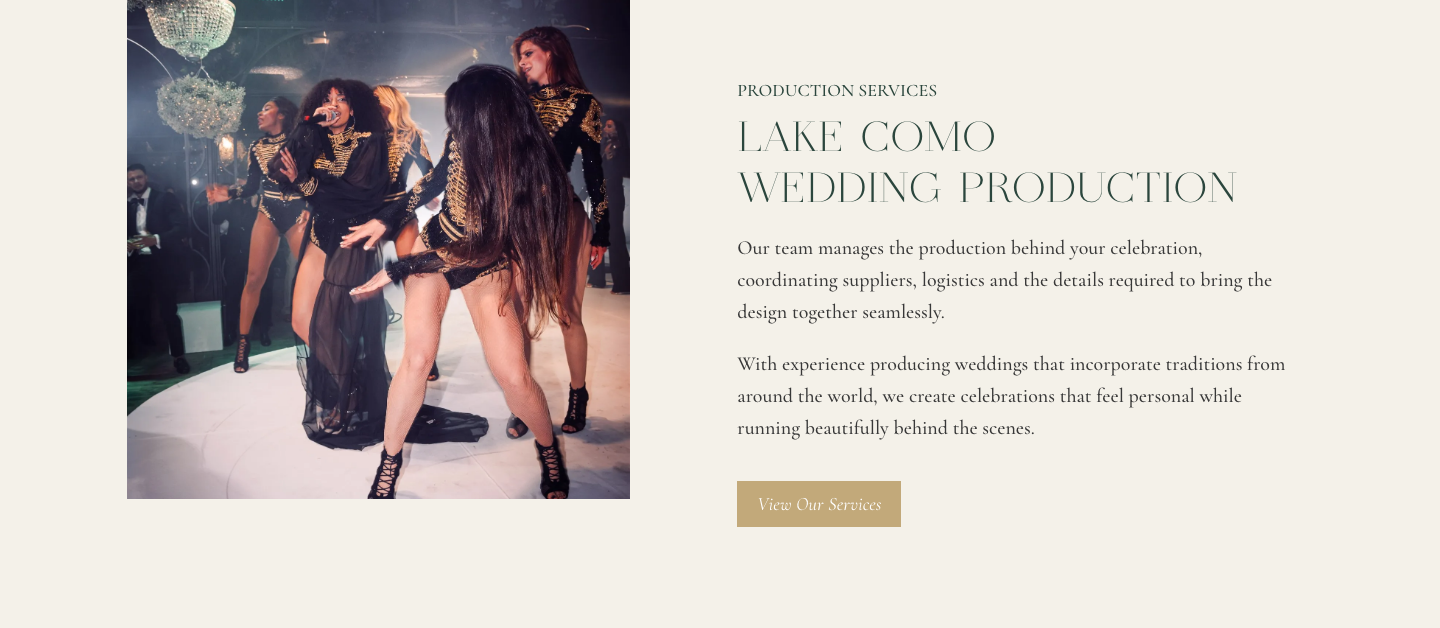 PRODUCTION SERVICES
LAKE COMO
WEDDING PRODUCTION
Our team manages the production behind your celebration,
coordinating suppliers, logistics and the details required to bring the
design together seamlessly.
With experience producing weddings that incorporate traditions from
around the world, we create celebrations that feel personal while
running beautifully behind the scenes.
View Our Services